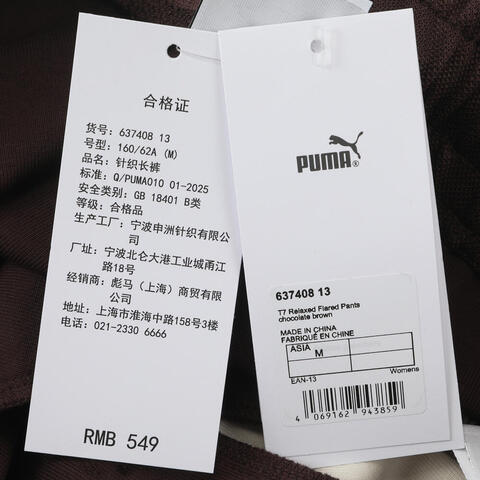 合格证
货号: 637408 13
号型: 160/62A (M)
品名: 针织长裤
标准: Q/PUMA010 01-2025
安全类别: GB 18401 B类
等级: 合格品
生产工厂: 宁波申洲针织有限公
司
厂址: 宁波北仑大港工业城甬江
路18号
经销商: 彪马（上海）商贸有限
公司
地址: 上海市淮海中路158号3楼
电话: 021-2330 6666
RMB 549
PUMA®
637408 13
T7 Relaxed Flared Pants
chocolate brown
MADE IN CHINA
FABRIQUÉ EN CHINE
ASIA
M
EAN-13
Womens
4 069162 943859